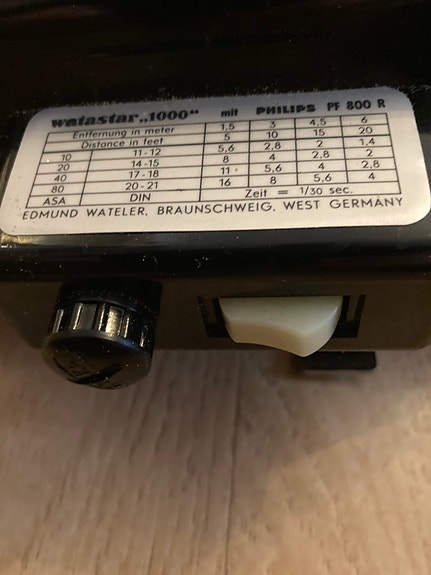 watastar„1000“ mit PHILIPS PF 800 R
Entfernung in meter 1,5 3 4,5 6
Distance in feet 5 10 15 20
10 11-12 5,6 2,8 2 1,4
20 14-15 8 4 2,8 2
40 17-18 11 5,6 4 2,8
80 20-21 16 8 5,6 4
ASA DIN Zeit = 1/30 sec.
EDMUND WATELER, BRAUNSCHWEIG, WEST GERMANY